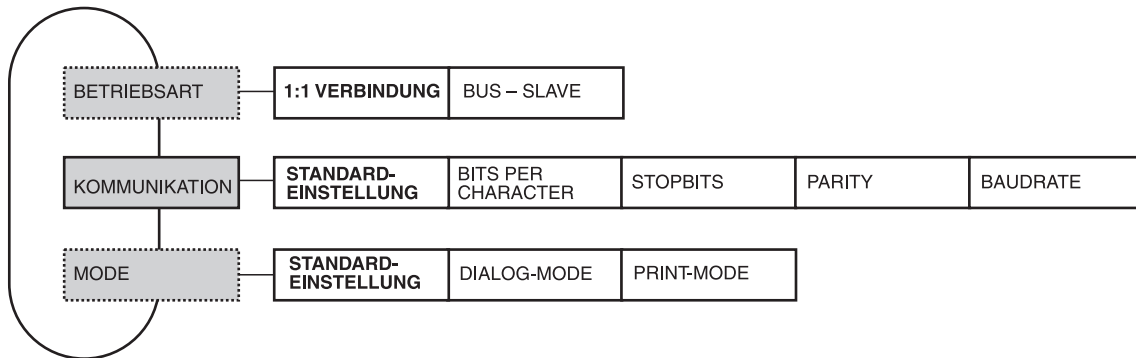 BETRIEBSART
1:1 VERBINDUNG
BUS – SLAVE
KOMMUNIKATION
STANDARD-
EINSTELLUNG
BITS PER
CHARACTER
STOPBITS
PARITY
BAUDRATE
MODE
STANDARD-
EINSTELLUNG
DIALOG-MODE
PRINT-MODE